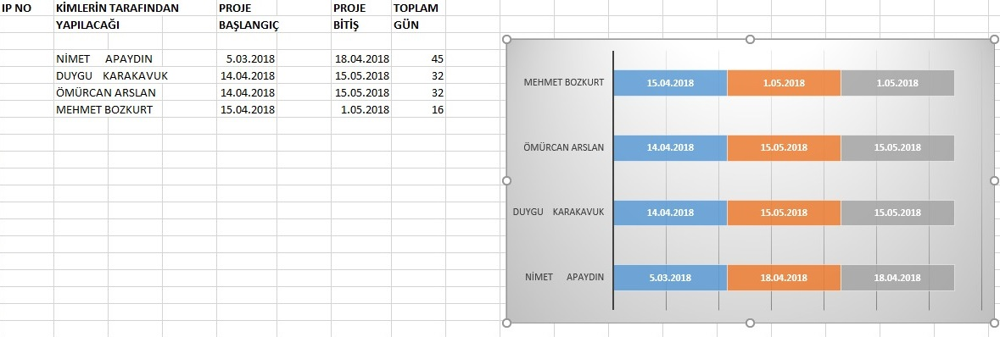 IP NO KİMLERİN TARAFINDAN PROJE PROJE TOPLAM
YAPILACAĞI BAŞLANGIÇ BİTİŞ GÜN
NİMET APAYDIN 5.03.2018 18.04.2018 45
DUYGU KARAKAVUK 14.04.2018 15.05.2018 32
ÖMÜRCAN ARSLAN 14.04.2018 15.05.2018 32
MEHMET BOZKURT 15.04.2018 1.05.2018 16
MEHMET BOZKURT 15.04.2018 1.05.2018 1.05.2018
ÖMÜRCAN ARSLAN 14.04.2018 15.05.2018 15.05.2018
DUYGU KARAKAVUK 14.04.2018 15.05.2018 15.05.2018
NİMET APAYDIN 5.03.2018 18.04.2018 18.04.2018